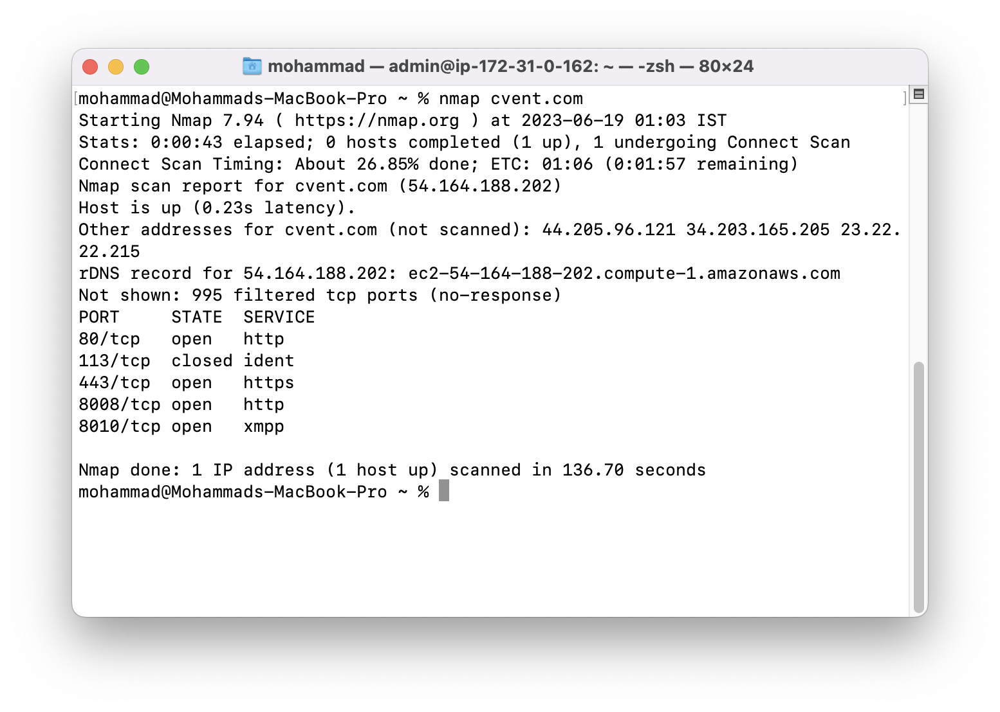 mohammad — admin@ip-172-31-0-162: ~ — -zsh — 80×24
[mohammad@Mohammads-MacBook-Pro ~ % nmap cvent.com ]
Starting Nmap 7.94 ( https://nmap.org ) at 2023-06-19 01:03 IST
Stats: 0:00:43 elapsed; 0 hosts completed (1 up), 1 undergoing Connect Scan
Connect Scan Timing: About 26.85% done; ETC: 01:06 (0:01:57 remaining)
Nmap scan report for cvent.com (54.164.188.202)
Host is up (0.23s latency).
Other addresses for cvent.com (not scanned): 44.205.96.121 34.203.165.205 23.22.
22.215
rDNS record for 54.164.188.202: ec2-54-164-188-202.compute-1.amazonaws.com
Not shown: 995 filtered tcp ports (no-response)
PORT     STATE  SERVICE
80/tcp   open   http
113/tcp  closed ident
443/tcp  open   https
8008/tcp open   http
8010/tcp open   xmpp
Nmap done: 1 IP address (1 host up) scanned in 136.70 seconds
mohammad@Mohammads-MacBook-Pro ~ %